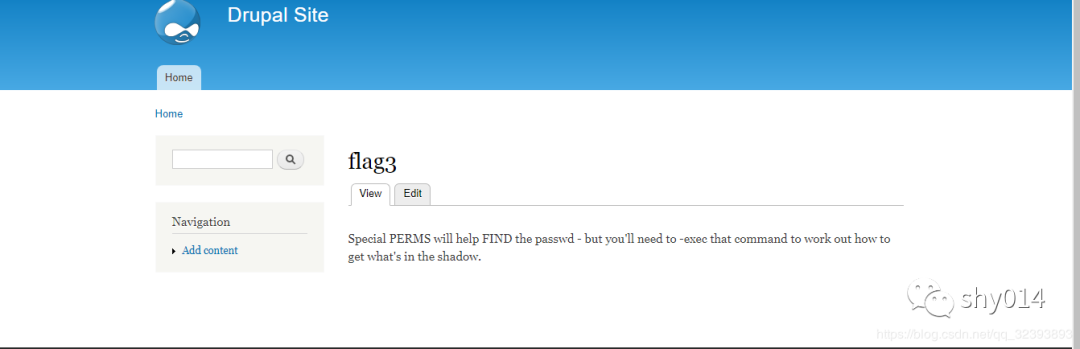 Drupal Site
Home
Home
flag3
View Edit
Navigation
Add content
Special PERMS will help FIND the passwd - but you'll need to -exec that command to work out how to
get what's in the shadow.
shy014
https://blog.csdn.net/qq_32393893